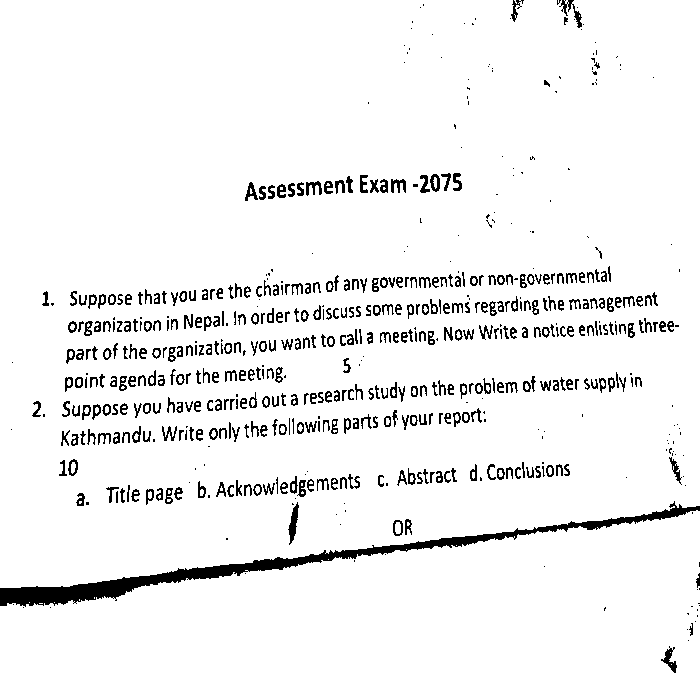 Assessment Exam -2075
1. Suppose that you are the chairman of any governmental or non-governmental
organization in Nepal. In order to discuss some problems regarding the management
part of the organization, you want to call a meeting. Now Write a notice enlisting three-
point agenda for the meeting. 5
2. Suppose you have carried out a research study on the problem of water supply in
Kathmandu. Write only the following parts of your report:
10
a. Title page b. Acknowledgements c. Abstract d. Conclusions
OR